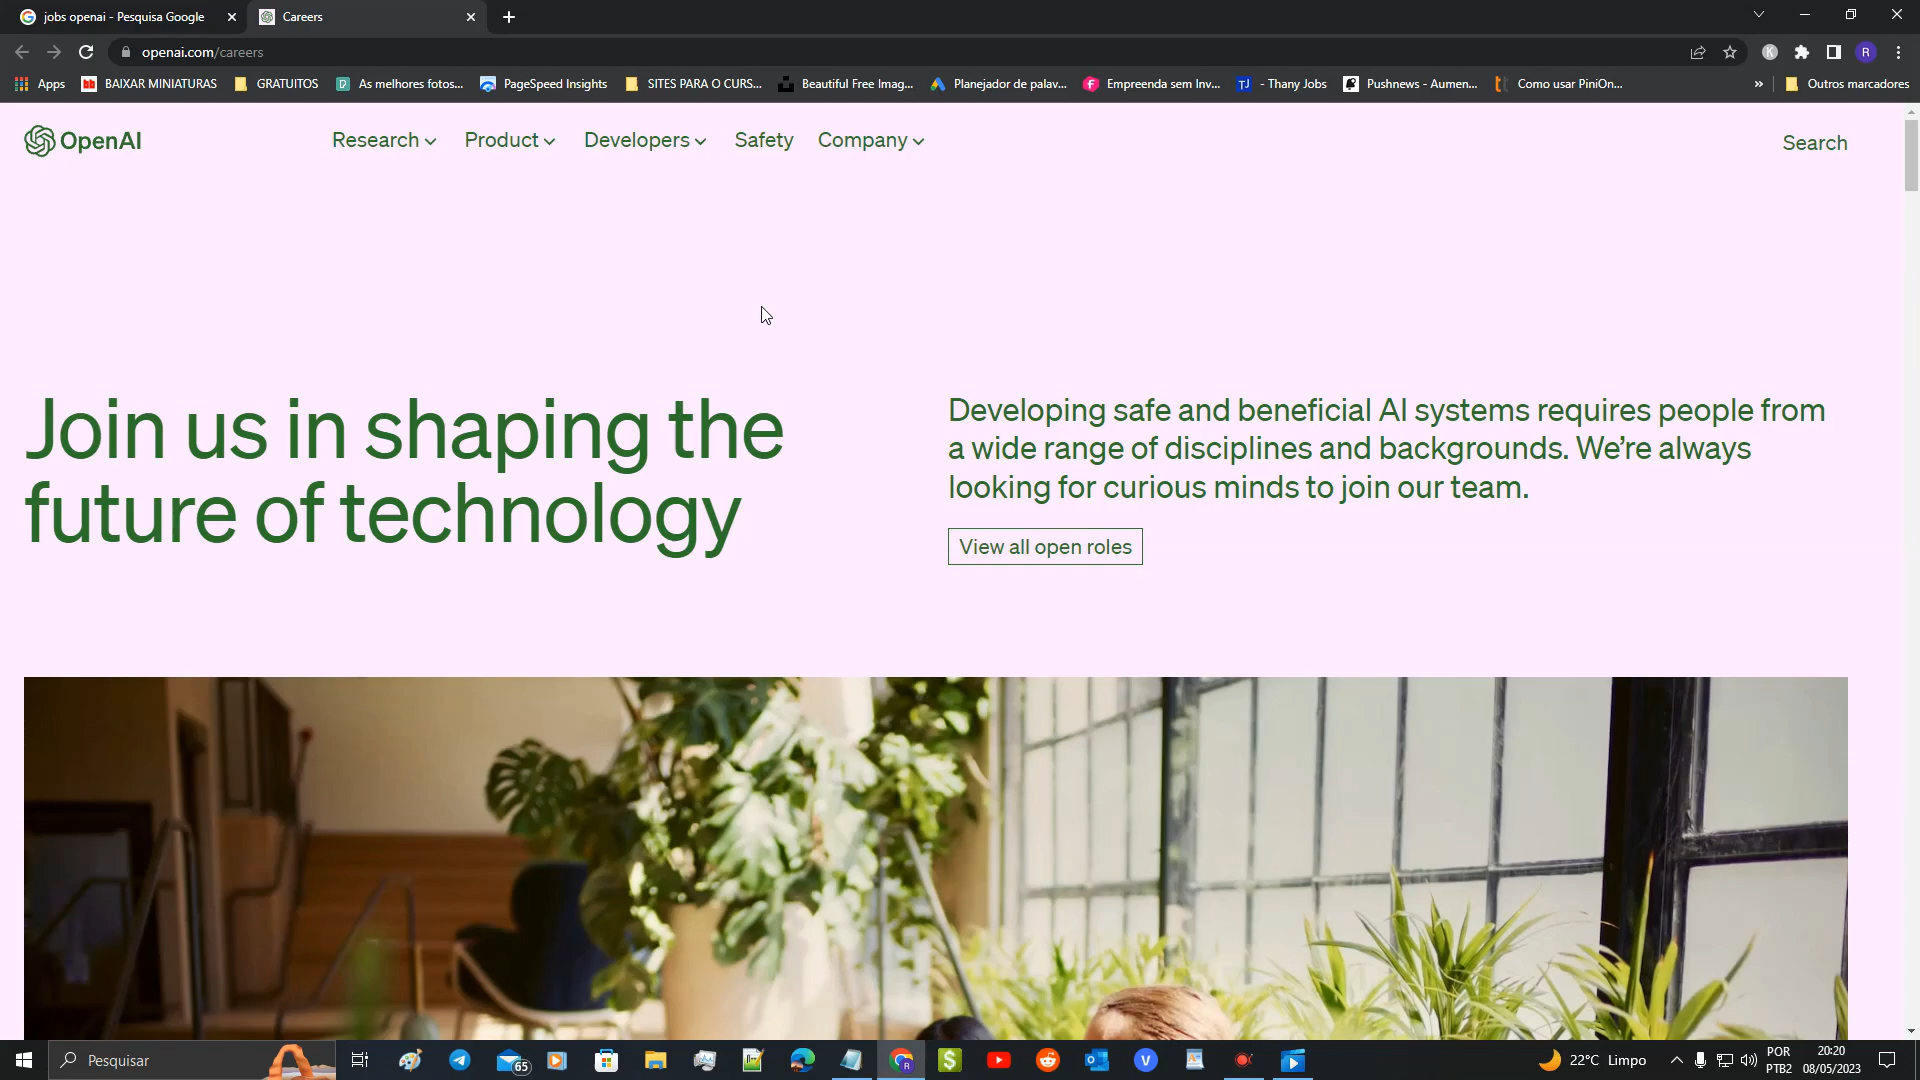 jobs openai - Pesquisa Google
Careers
openai.com/careers
Apps
BAIXAR MINIATURAS
GRATUITOS
As melhores fotos...
PageSpeed Insights
SITES PARA O CURS...
Beautiful Free Imag...
Planejador de palav...
Empreenda sem Inv...
- Thany Jobs
Pushnews - Aumen...
Como usar PiniOn...
»
Outros marcadores
OpenAI
Research
Product
Developers
Safety
Company
Search
Join us in shaping the
future of technology
Developing safe and beneficial AI systems requires people from
a wide range of disciplines and backgrounds. We’re always
looking for curious minds to join our team.
View all open roles
Pesquisar
65
22°C Limpo
POR
PTB2
20:20
08/05/2023